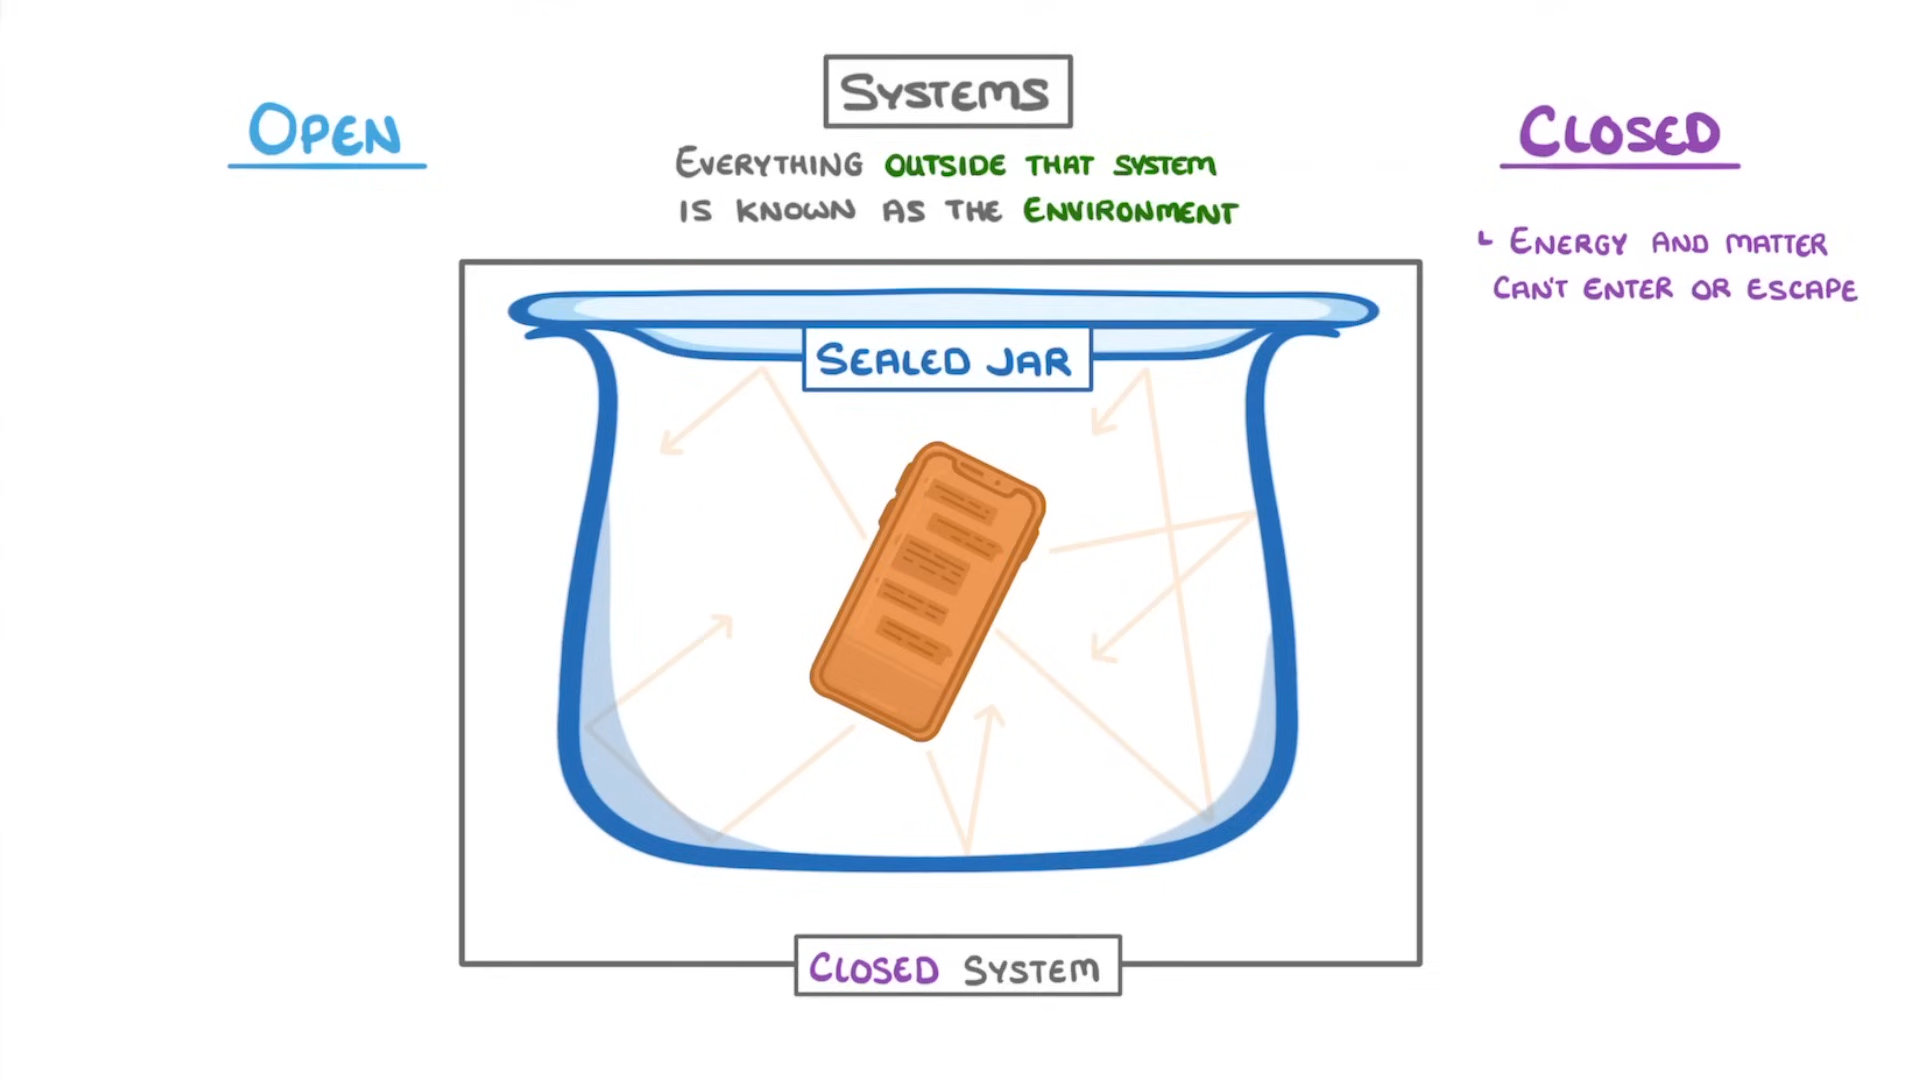 SYSTEMS
OPEN
CLOSED
EVERYTHING OUTSIDE THAT SYSTEM
IS KNOWN AS THE ENVIRONMENT
ENERGY AND MATTER
CAN'T ENTER OR ESCAPE
SEALED JAR
CLOSED SYSTEM